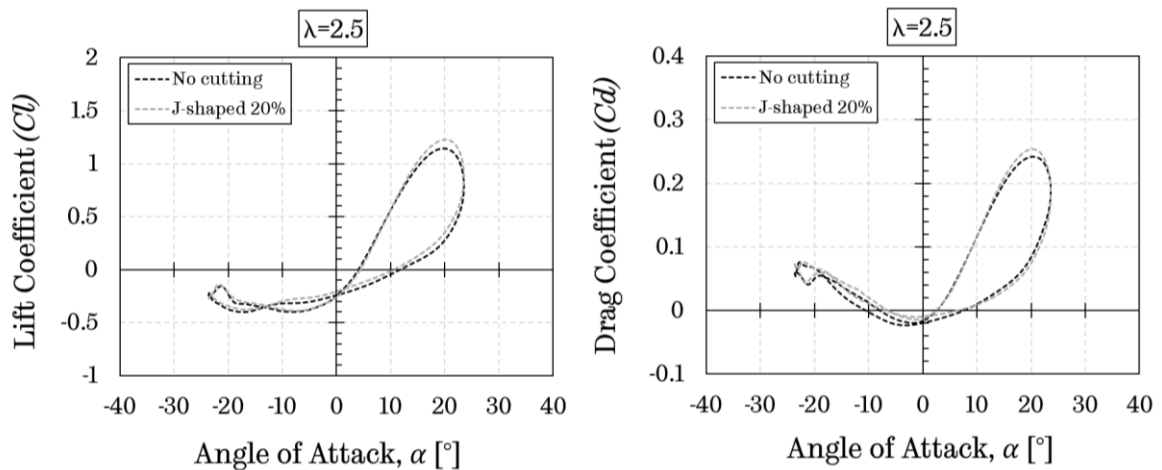 λ=2.5
Lift Coefficient (Cl)
2
1.5
1
0.5
0
-0.5
-1
No cutting
J-shaped 20%
-40 -30 -20 -10 0 10 20 30 40
Angle of Attack, α [°]
λ=2.5
Drag Coefficient (Cd)
0.4
0.3
0.2
0.1
0
-0.1
No cutting
J-shaped 20%
-40 -30 -20 -10 0 10 20 30 40
Angle of Attack, α [°]